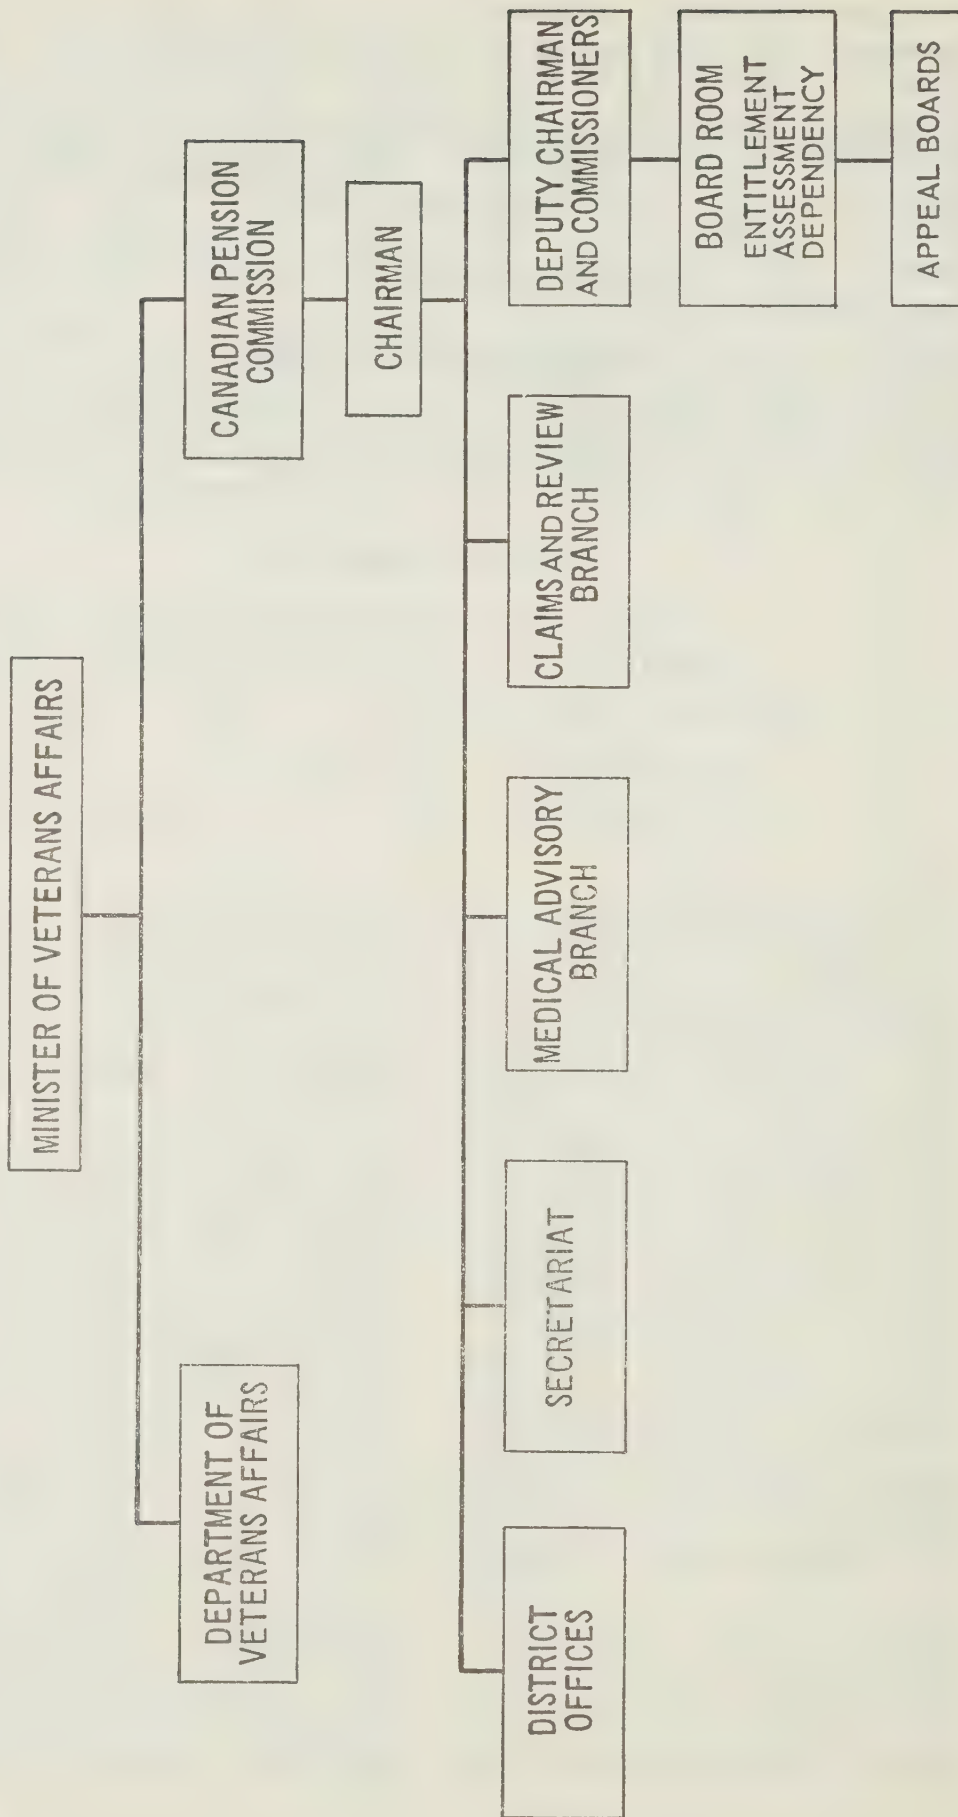 MINISTER OF VETERANS AFFAIRS
DEPARTMENT OF
VETERANS AFFAIRS
CANADIAN PENSION
COMMISSION
CHAIRMAN
DISTRICT
OFFICES
SECRETARIAT
MEDICAL ADVISORY
BRANCH
CLAIMS AND REVIEW
BRANCH
DEPUTY CHAIRMAN
AND COMMISSIONERS
BOARD ROOM
ENTITLEMENT
ASSESSMENT
DEPENDENCY
APPEAL BOARDS